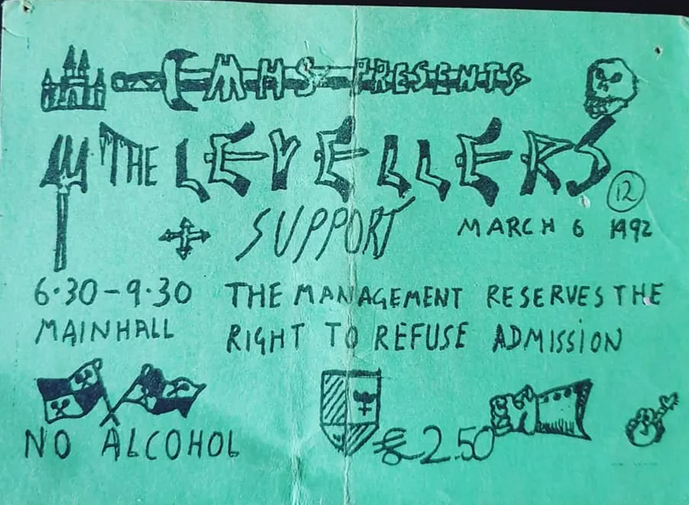 CMHS PRESENTS
THE LEVELLERS
12
SUPPORT MARCH 6 1992
6·30-9·30 THE MANAGEMENT RESERVES THE
MAINHALL RIGHT TO REFUSE ADMISSION
NO ALCOHOL £2.50